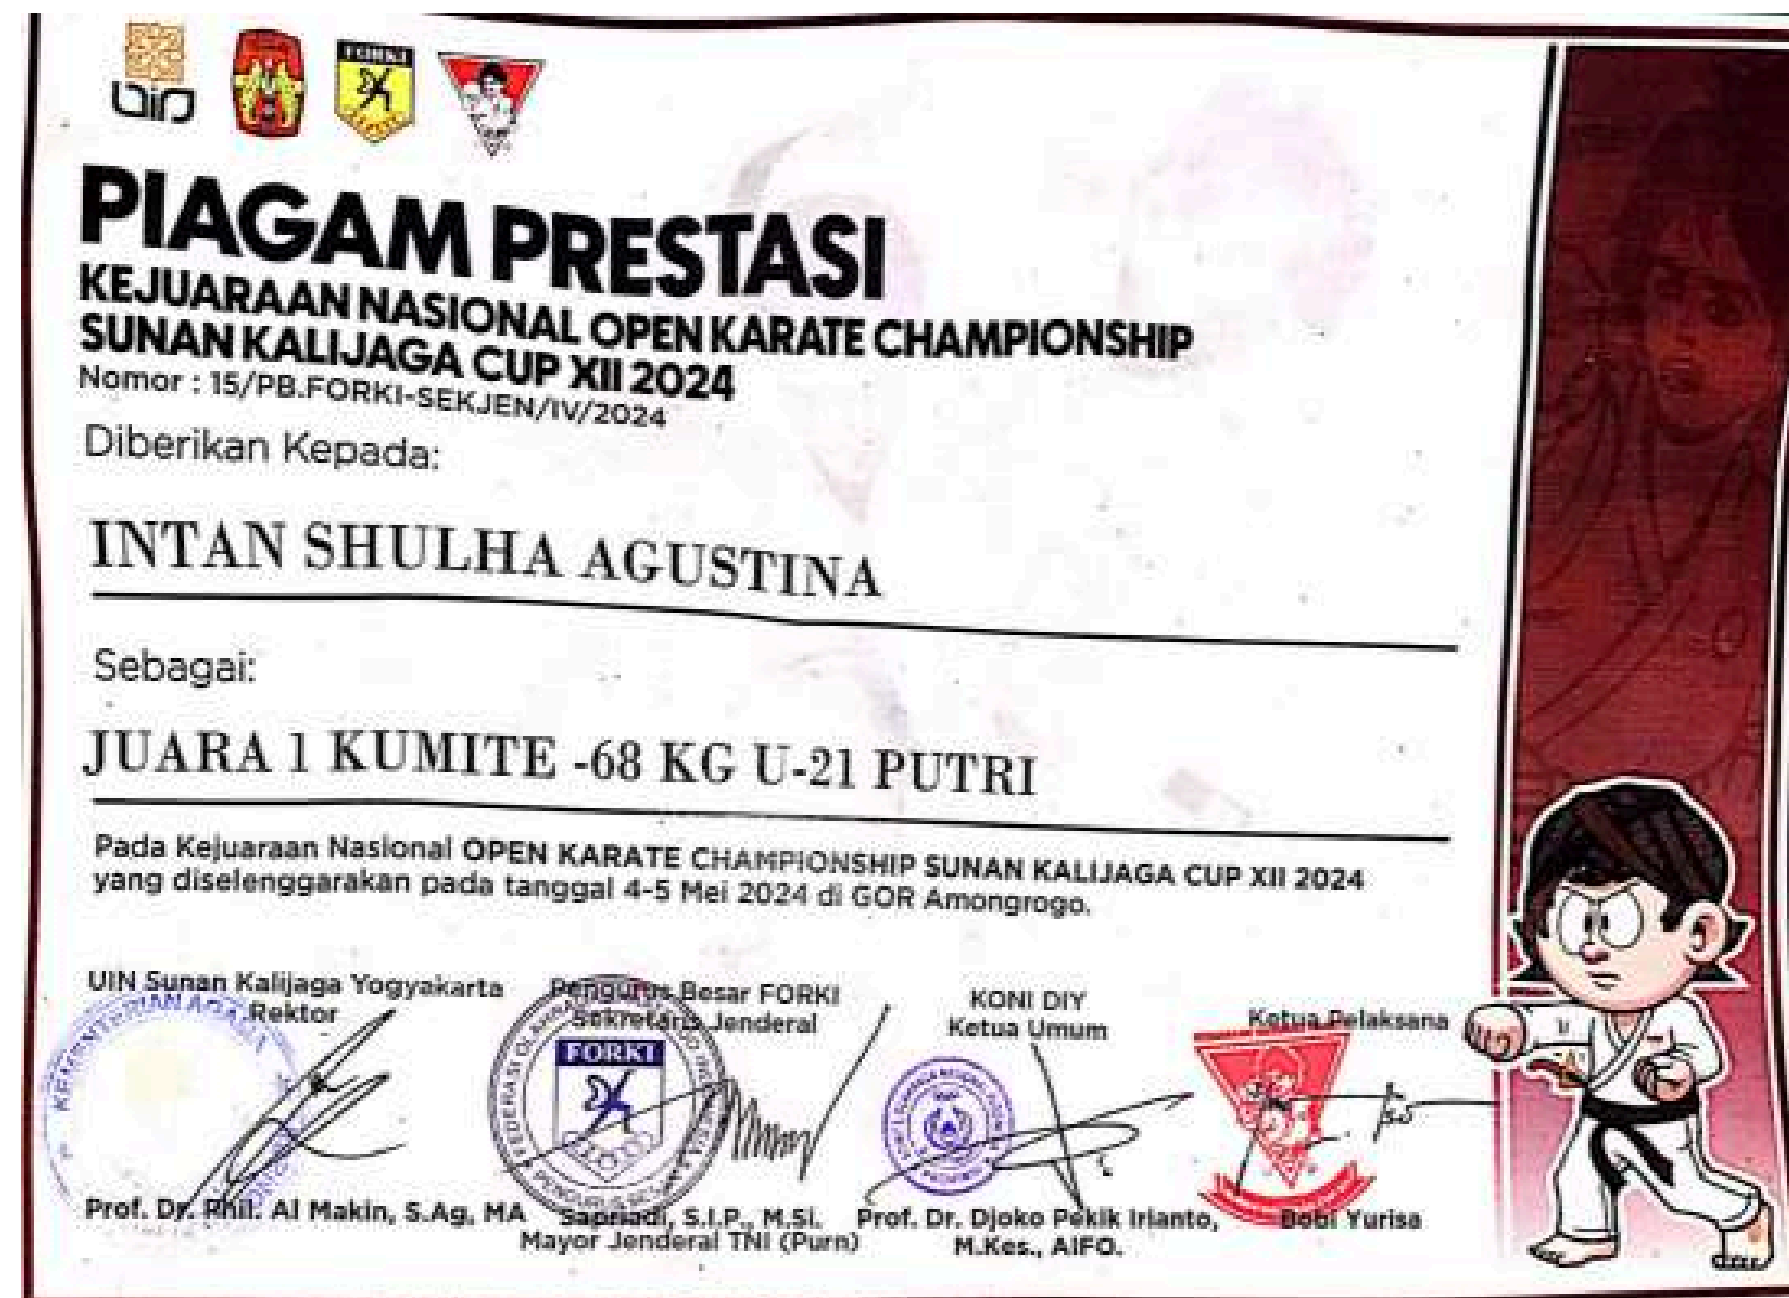 uin
FORKI
PIAGAM PRESTASI
KEJUARAAN NASIONAL OPEN KARATE CHAMPIONSHIP
SUNAN KALIJAGA CUP XII 2024
Nomor : 15/PB.FORKI-SEKJEN/IV/2024
Diberikan Kepada:
INTAN SHULHA AGUSTINA
Sebagai:
JUARA 1 KUMITE -68 KG U-21 PUTRI
Pada Kejuaraan Nasional OPEN KARATE CHAMPIONSHIP SUNAN KALIJAGA CUP XII 2024
yang diselenggarakan pada tanggal 4-5 Mei 2024 di GOR Amongrogo.
UIN Sunan Kalijaga Yogyakarta
Rektor
Pengurus Besar FORKI
Sekretaris Jenderal
KONI DIY
Ketua Umum
Ketua Pelaksana
KEMENTERIAN AGAMA
FORKI
Prof. Dr. Phil. Al Makin, S.Ag, MA
Sapriadi, S.I.P., M.Si.
Mayor Jenderal TNI (Purn)
Prof. Dr. Djoko Pekik Irianto,
M.Kes., AIFO.
Bobi Yurisa